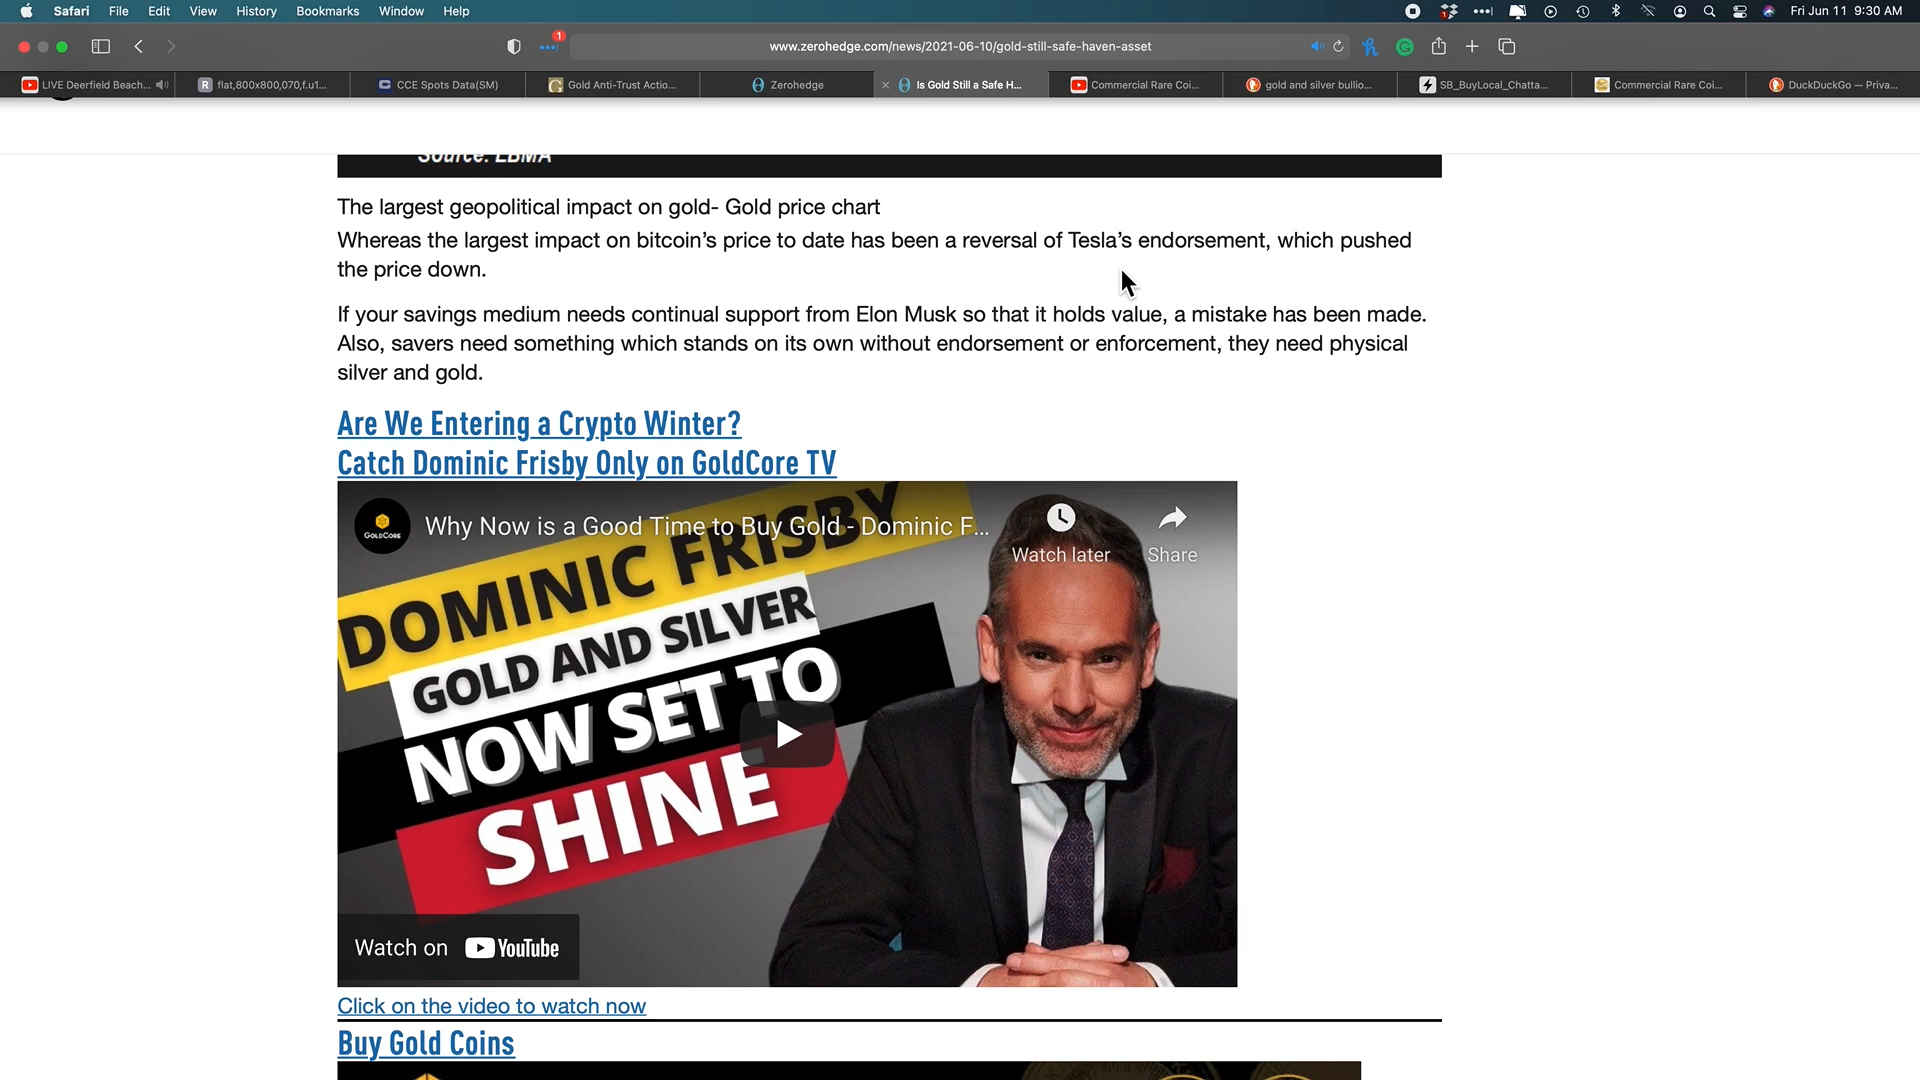 Safari File Edit View History Bookmarks Window Help
Fri Jun 11 9:30 AM
1
1
www.zerohedge.com/news/2021-06-10/gold-still-safe-haven-asset
LIVE Deerfield Beach...
flat,800x800,070,f.u1...
CCE Spots Data(SM)
Gold Anti-Trust Actio...
Zerohedge
Is Gold Still a Safe H...
Commercial Rare Coi...
gold and silver bullio...
SB_BuyLocal_Chatta...
Commercial Rare Coi...
DuckDuckGo — Priva...
Source: LBMA
The largest geopolitical impact on gold- Gold price chart
Whereas the largest impact on bitcoin's price to date has been a reversal of Tesla's endorsement, which pushed
the price down.
If your savings medium needs continual support from Elon Musk so that it holds value, a mistake has been made.
Also, savers need something which stands on its own without endorsement or enforcement, they need physical
silver and gold.
Are We Entering a Crypto Winter?
Catch Dominic Frisby Only on GoldCore TV
GOLDCORE
Why Now is a Good Time to Buy Gold - Dominic F...
Watch later
Share
DOMINIC FRISBY
GOLD AND SILVER
NOW SET TO
SHINE
Watch on YouTube
Click on the video to watch now
Buy Gold Coins